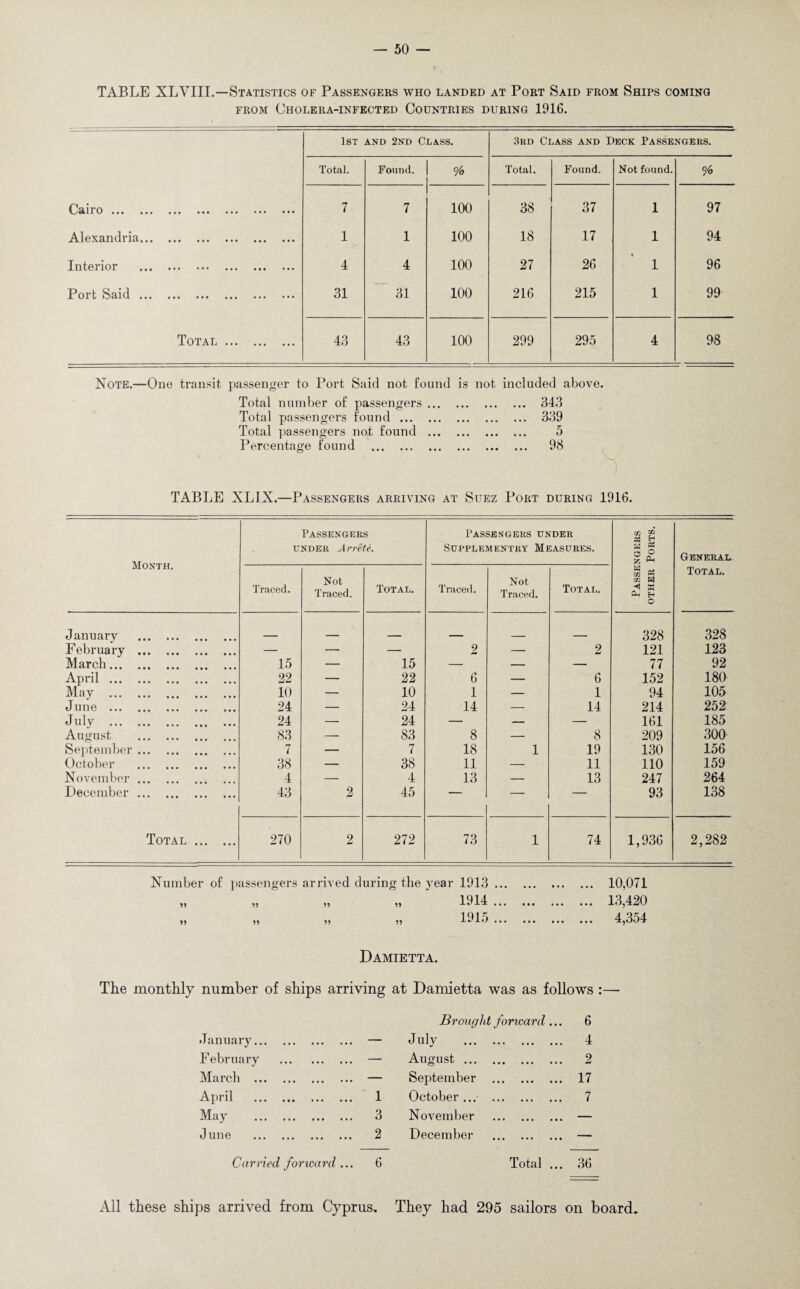 — 50 —
TABLE XLVIII.—Statistics of Passengers who landed at Port Said from Ships coming
from Cholera-infected Countries during 1916.
1st and 2nd Class. 3rd Class and Deck Passengers.
Total. Found. % Total. Found. Not found. %
Cairo ... ... ... ... ... ... ... 7 7 100 38 37 1 97
Alexandria... ... ... ... ... ... 1 1 100 18 17 1 94
Interior ... ... ... ... ... ... 4 4 100 27 26 1 96
Port Said ... ... ... ... ... ... 31 31 100 216 215 1 99
Total ... ... ... 43 43 100 299 295 4 98
Note.—One transit passenger to Port Said not found is not included above.
Total number of passengers ... ... ... ... ... 343
Total passengers found ... ... ... ... ... ... 339
Total passengers not found ... ... ... ... ... 5
Percentage found ... ... ... ... ... ... ... 98
TABLE XLIX.—Passengers arriving at Suez Port during 1916.
Month. Passengers under Arrêté. Passengers under Supplementry Measures. Passengers other Ports. General Total.
Traced. Not Traced. Total. Traced. Not Traced. Total.
January ... ... ... ... — — — — — — 328 328
February ... ... ... ... — — — 2 — 2 121 123
March ... ... ... ... ... 15 — 15 — — — 77 92
April ... ... ... ... ... 22 — 22 6 — 6 152 180
May ... ... ... ... ... 10 — 10 1 — 1 94 105
June ... ... ... ... ... 24 — 24 14 — 14 214 252
July ... ... ... ... ... 24 — 24 — — — 161 185
August ... ... ... ... 83 — 83 8 — 8 209 300
September ... ... ... ... 7 — 7 18 1 19 130 156
October ... ... ... ... 38 — 38 11 — 11 110 159
November ... ... ... ... 4 — 4 13 — 13 247 264
December ... ... ... ... 43 2 45 — — — 93 138
Total ... ... 270 2 272 73 1 74 1,936 2,282
Number of passengers arrived during the year 1913 ... ... ... ... 10,071
„ „ „ „ 1914 ... ... ... ... 13,420
„ „ „ „ 1915 ... ... ... ... 4,354
Damietta.
The monthly number of ships arriving at Damietta was as follows :—
Brought forward ... 6
January... ... ... ... — July ... ... ... ... 4
February ... ... ... — August ... ... ... ... 2
March ... ... ... ... — September ... ... ... 17
April ... ... ... ... 1 October ... ... ... ... 7
May ... ... ... ... 3 November ... ... ... —
June ... ... ... ... 2 December ... ... ... —
Carried forward ... 6 Total ... 36
All these ships arrived from Cyprus. They had 295 sailors on board.